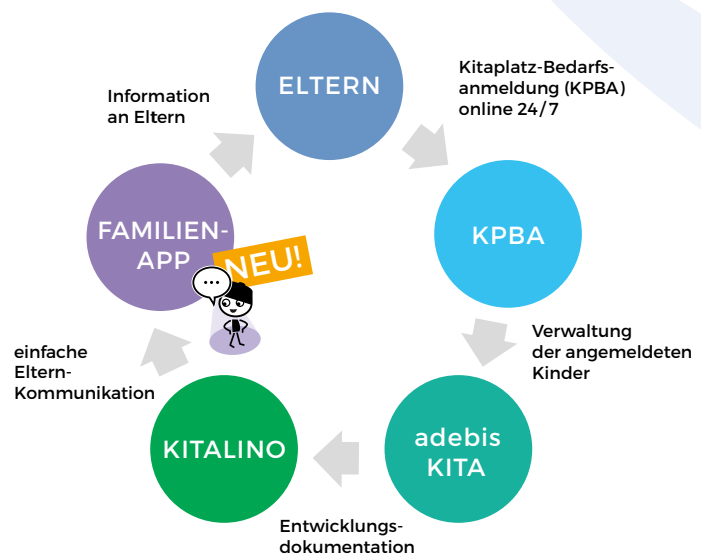 ELTERN
Kitaplatz-Bedarfs-
anmeldung (KPBA)
online 24/7
KPBA
Verwaltung
der angemeldeten
Kinder
adebis
KITA
Entwicklungs-
dokumentation
KITALINO
einfache
Eltern-
Kommunikation
FAMILIEN-
APP
NEU!
Information
an Eltern